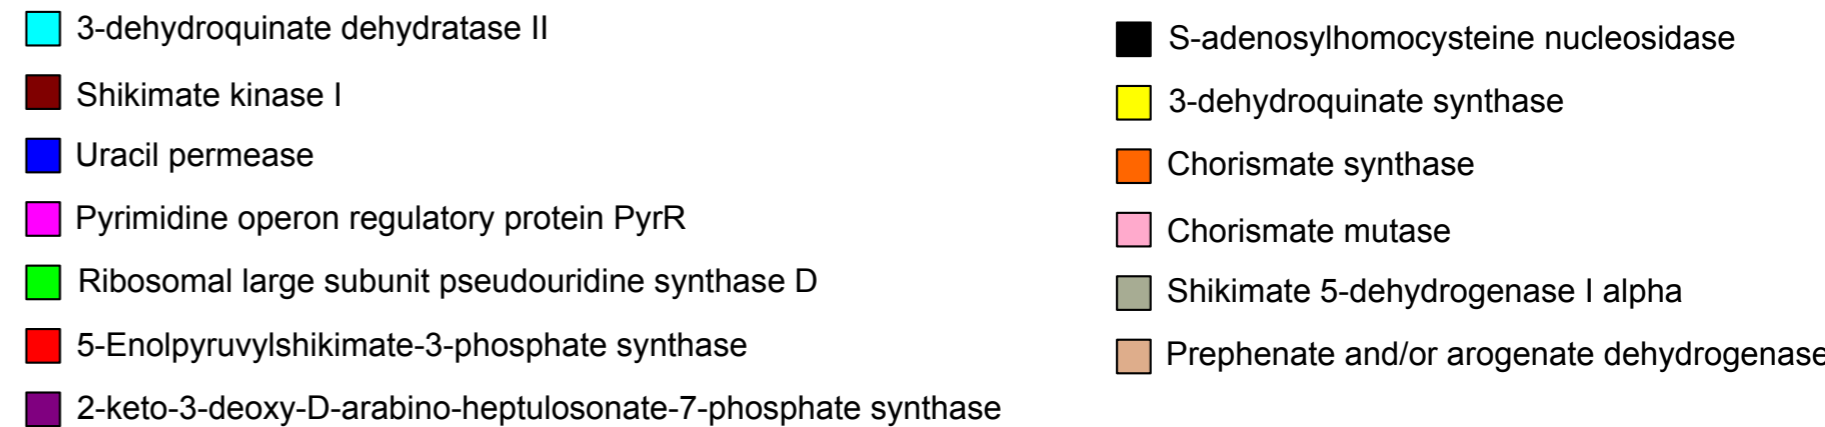 3-dehydroquinate dehydratase II
Shikimate kinase I
Uracil permease
Pyrimidine operon regulatory protein PyrR
Ribosomal large subunit pseudouridine synthase D
5-Enolpyruvylshikimate-3-phosphate synthase
2-keto-3-deoxy-D-arabino-heptulosonate-7-phosphate synthase
S-adenosylhomocysteine nucleosidase
3-dehydroquinate synthase
Chorismate synthase
Chorismate mutase
Shikimate 5-dehydrogenase I alpha
Prephenate and/or arogenate dehydrogenase